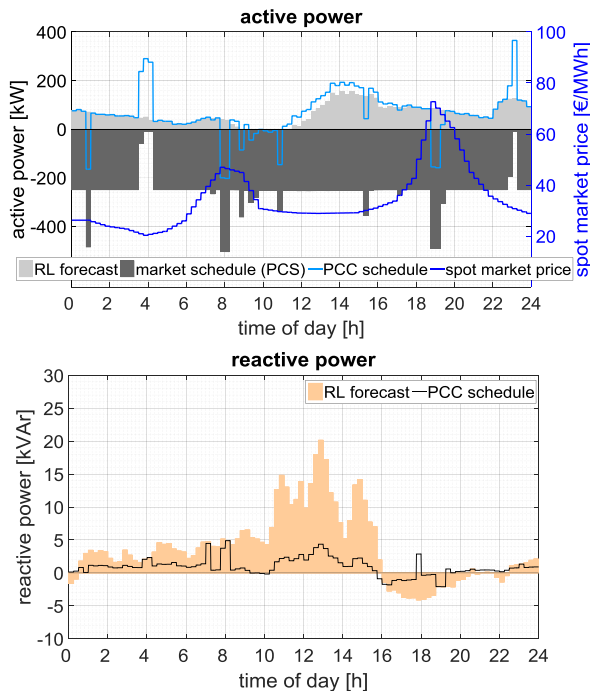 active power
400
200
0
-200
-400
active power [kW]
100
80
60
40
20
spot market price [€/MWh]
RL forecast market schedule (PCS) PCC schedule spot market price
0 2 4 6 8 10 12 14 16 18 20 22 24
time of day [h]
reactive power
30
25
20
15
10
5
0
-5
-10
reactive power [kVAr]
RL forecast PCC schedule
0 2 4 6 8 10 12 14 16 18 20 22 24
time of day [h]